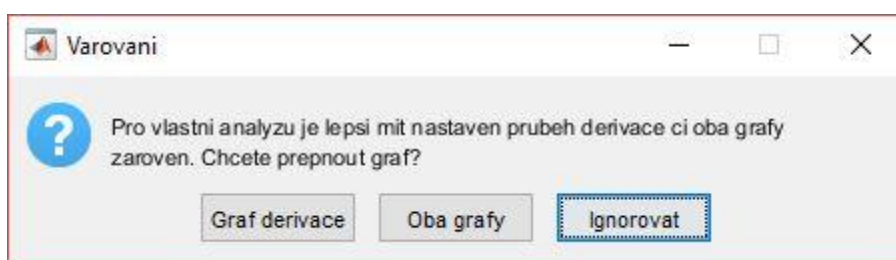 Varovani
Pro vlastni analyzu je lepsi mit nastaven prubeh derivace ci oba grafy
zaroven. Chcete prepnout graf?
Graf derivace Oba grafy Ignorovat